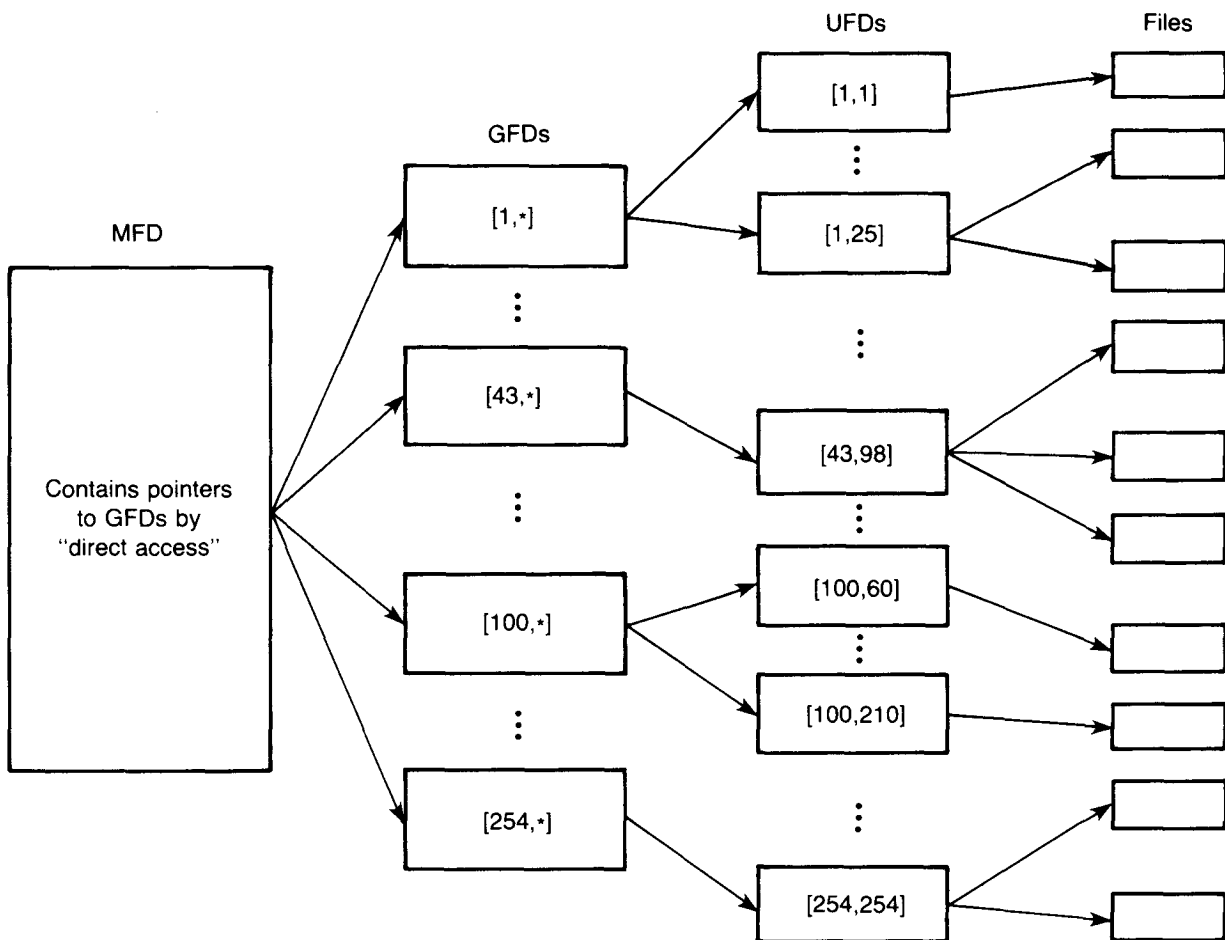 UFDs
Files
[1,1]
GFDs
[1,*]
[1,25]
MFD
[43,*]
[43,98]
Contains pointers
to GFDs by
“direct access”
[100,*]
[100,60]
[100,210]
[254,*]
[254,254]